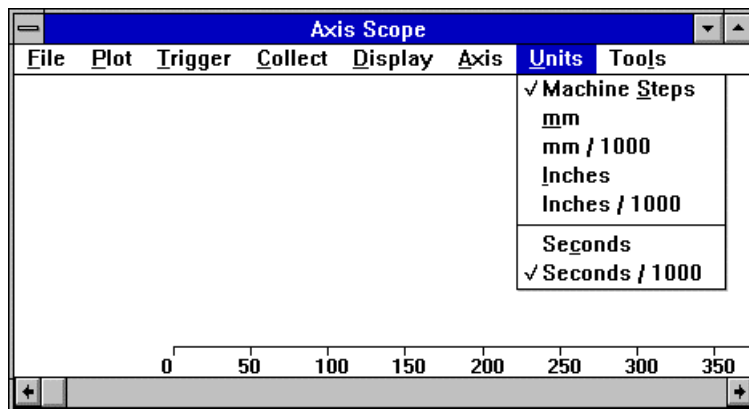 Axis Scope
File Plot Trigger Collect Display Axis Units Tools
✓ Machine Steps
mm
mm / 1000
Inches
Inches / 1000
Seconds
✓ Seconds / 1000
0 50 100 150 200 250 300 350